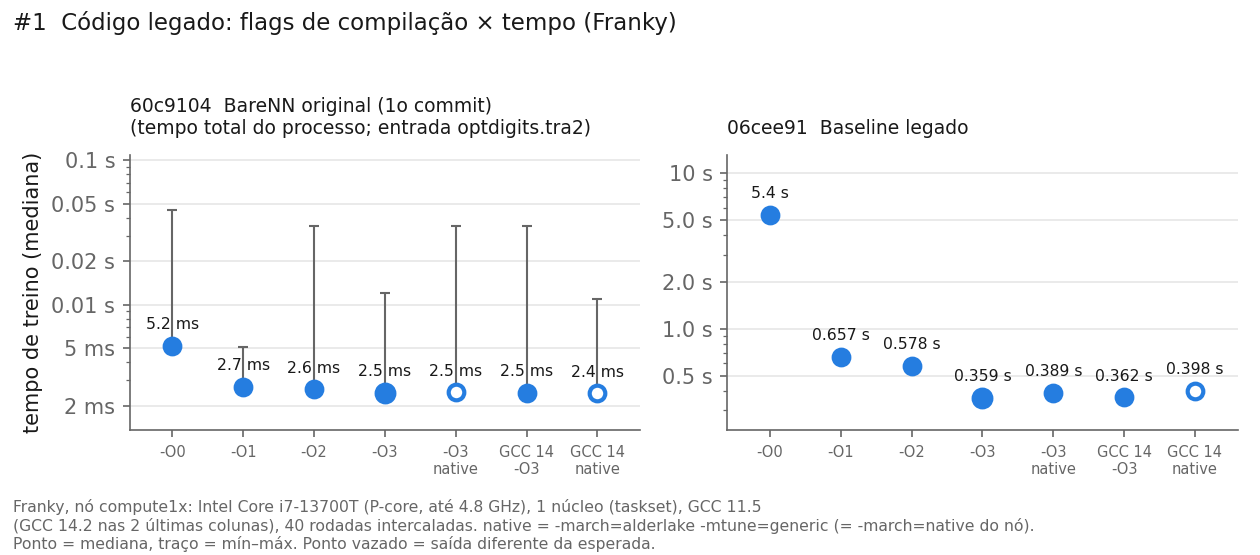 #1  Código legado: flags de compilação × tempo (Franky)
60c9104  BareNN original (1o commit)
(tempo total do processo; entrada optdigits.tra2)
06cee91  Baseline legado
tempo de treino (mediana)
0.1 s
0.05 s
0.02 s
0.01 s
5 ms
2 ms
5.2 ms
2.7 ms
2.6 ms
2.5 ms
2.5 ms
2.5 ms
2.4 ms
-O0
-O1
-O2
-O3
-O3
native
GCC 14
-O3
GCC 14
native
10 s
5.0 s
2.0 s
1.0 s
0.5 s
5.4 s
0.657 s
0.578 s
0.359 s
0.389 s
0.362 s
0.398 s
-O0
-O1
-O2
-O3
-O3
native
GCC 14
-O3
GCC 14
native
Franky, nó compute1x: Intel Core i7-13700T (P-core, até 4.8 GHz), 1 núcleo (taskset), GCC 11.5
(GCC 14.2 nas 2 últimas colunas), 40 rodadas intercaladas. native = -march=alderlake -mtune=generic (= -march=native do nó).
Ponto = mediana, traço = mín–máx. Ponto vazado = saída diferente da esperada.